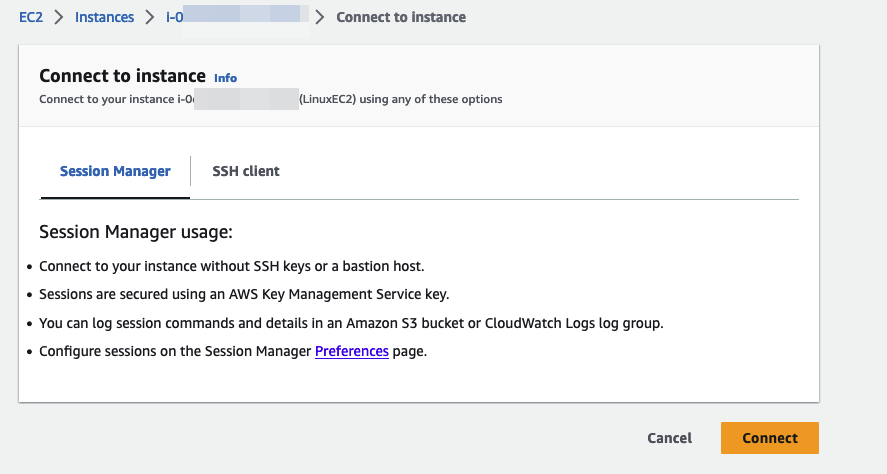 EC2 > Instances > i-0 > Connect to instance
Connect to instance Info
Connect to your instance i-0 (LinuxEC2) using any of these options
Session Manager
SSH client
Session Manager usage:
• Connect to your instance without SSH keys or a bastion host.
• Sessions are secured using an AWS Key Management Service key.
• You can log session commands and details in an Amazon S3 bucket or CloudWatch Logs log group.
• Configure sessions on the Session Manager Preferences page.
Cancel
Connect